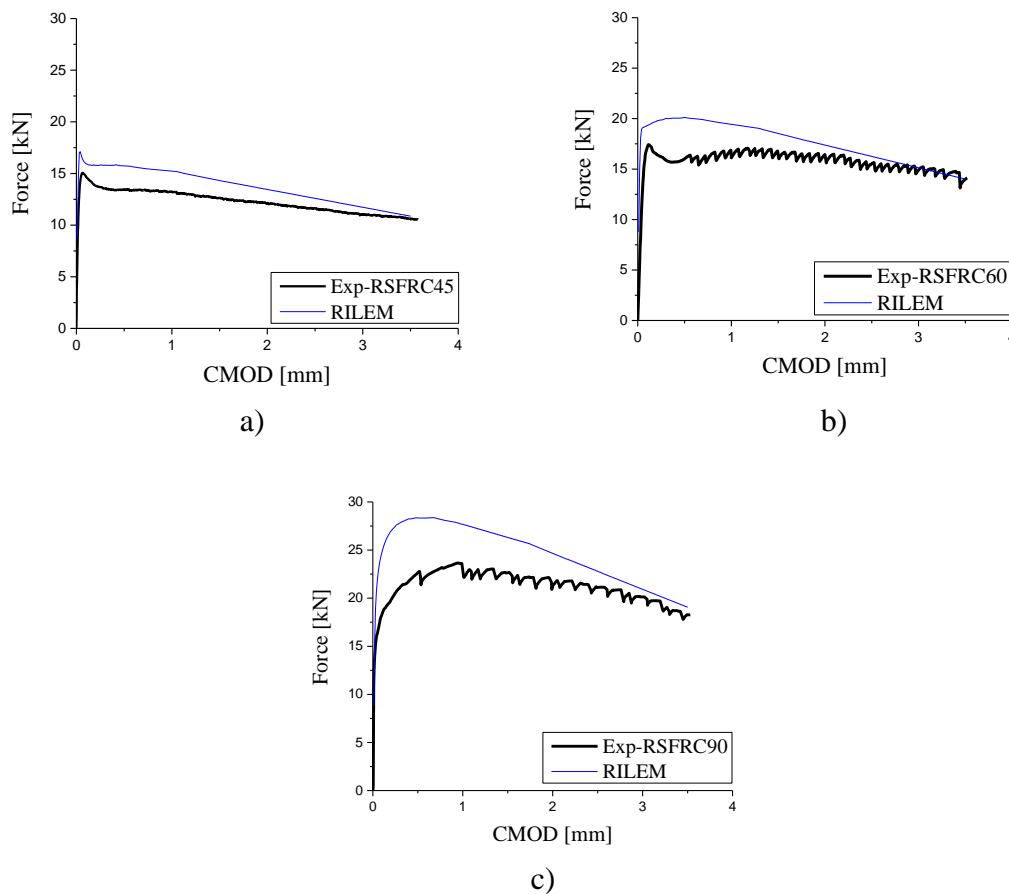 30
25
20
15
10
5
0
Force [kN]
Exp-RSFRC45
RILEM
0 1 2 3 4
CMOD [mm]
a)
30
25
20
15
10
5
0
Force [kN]
Exp-RSFRC60
RILEM
0 1 2 3 4
CMOD [mm]
b)
30
25
20
15
10
5
0
Force [kN]
Exp-RSFRC90
RILEM
0 1 2 3 4
CMOD [mm]
c)